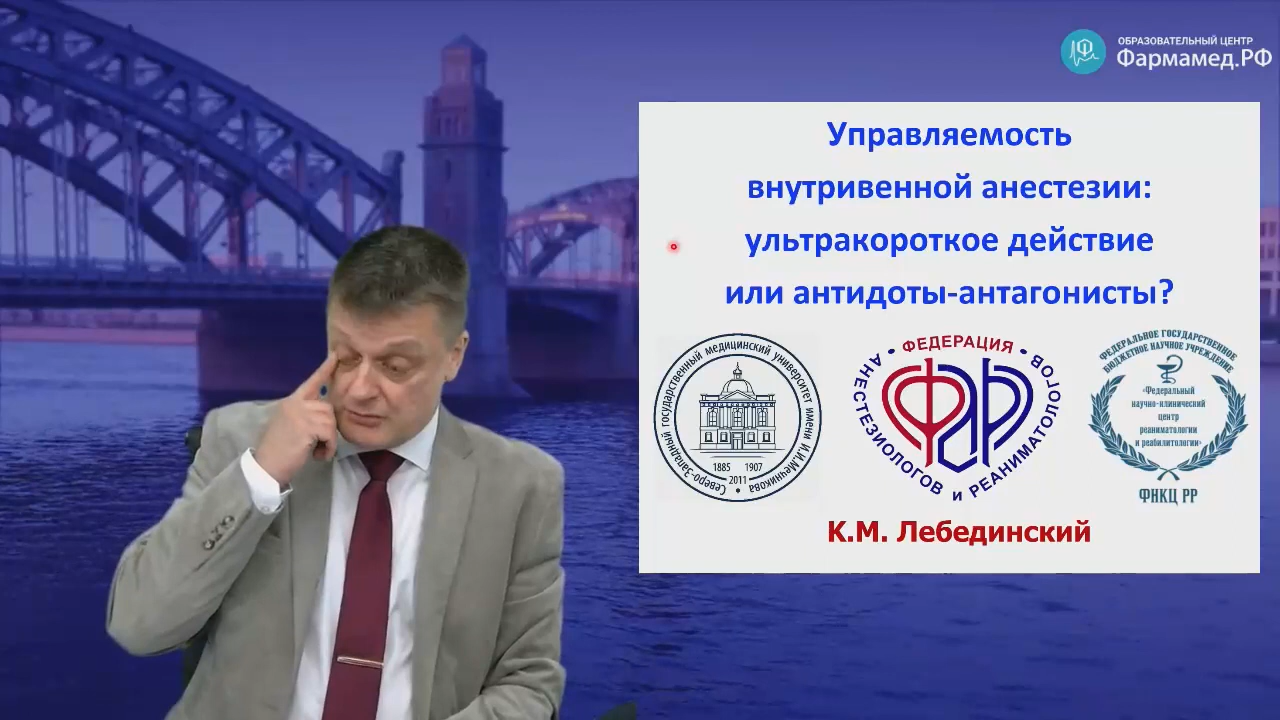 ОБРАЗОВАТЕЛЬНЫЙ ЦЕНТР
Фармамед.РФ
Управляемость
внутривенной анестезии:
ультракороткое действие
или антидоты-антагонисты?
Северо-Западный государственный медицинский университет имени И.И.Мечникова
1885 1907
2011
• ФЕДЕРАЦИЯ •
АНЕСТЕЗИОЛОГОВ И РЕАНИМАТОЛОГОВ
ФАР
ФЕДЕРАЛЬНОЕ ГОСУДАРСТВЕННОЕ
БЮДЖЕТНОЕ НАУЧНОЕ УЧРЕЖДЕНИЕ
«Федеральный
научно-клинический
центр
реаниматологии
и реабилитологии»
ФНКЦ РР
К.М. Лебединский